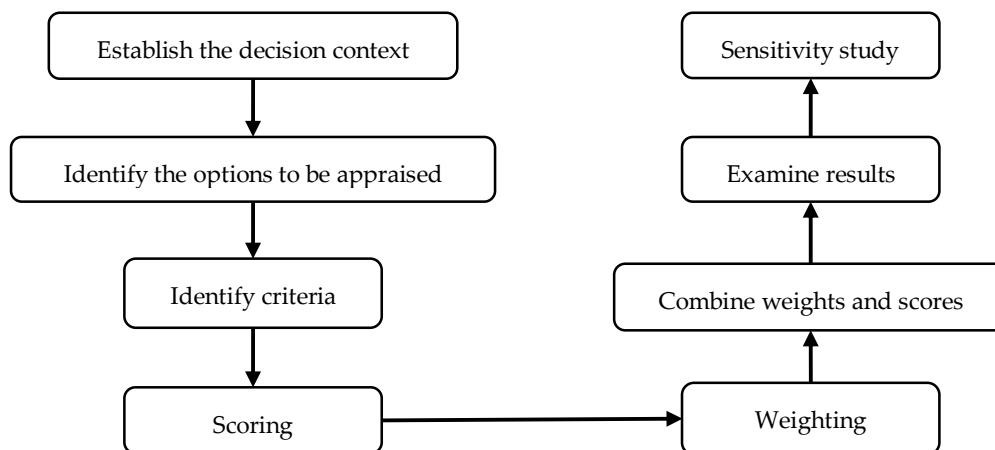 Establish the decision context
Identify the options to be appraised
Identify criteria
Scoring
Weighting
Combine weights and scores
Examine results
Sensitivity study